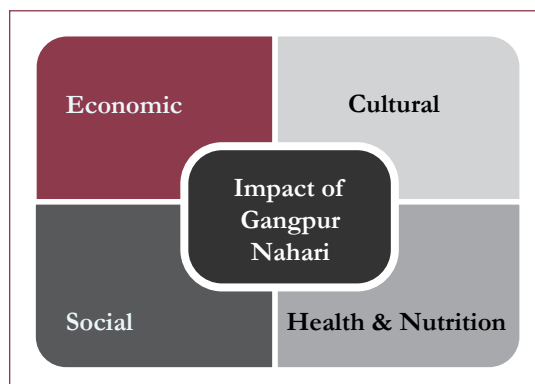 Economic
Cultural
Impact of
Gangpur
Nahari
Social
Health & Nutrition